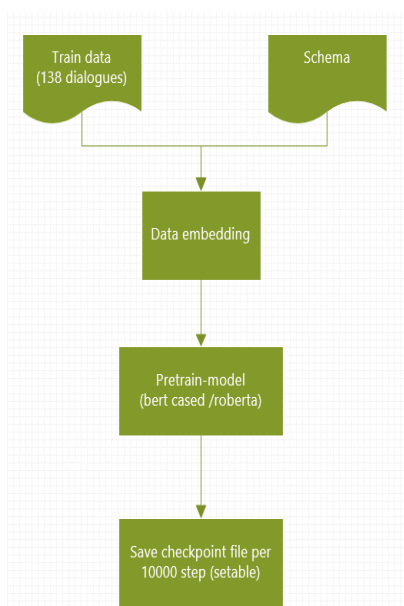 Train data
(138 dialogues)
Schema
Data embedding
Pretrain-model
(bert cased /roberta)
Save checkpoint file per
10000 step (setable)